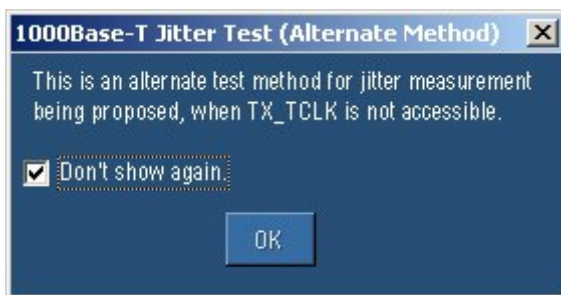 1000Base-T Jitter Test (Alternate Method)
This is an alternate test method for jitter measurement
being proposed, when TX_TCLK is not accessible.
Don't show again.
OK